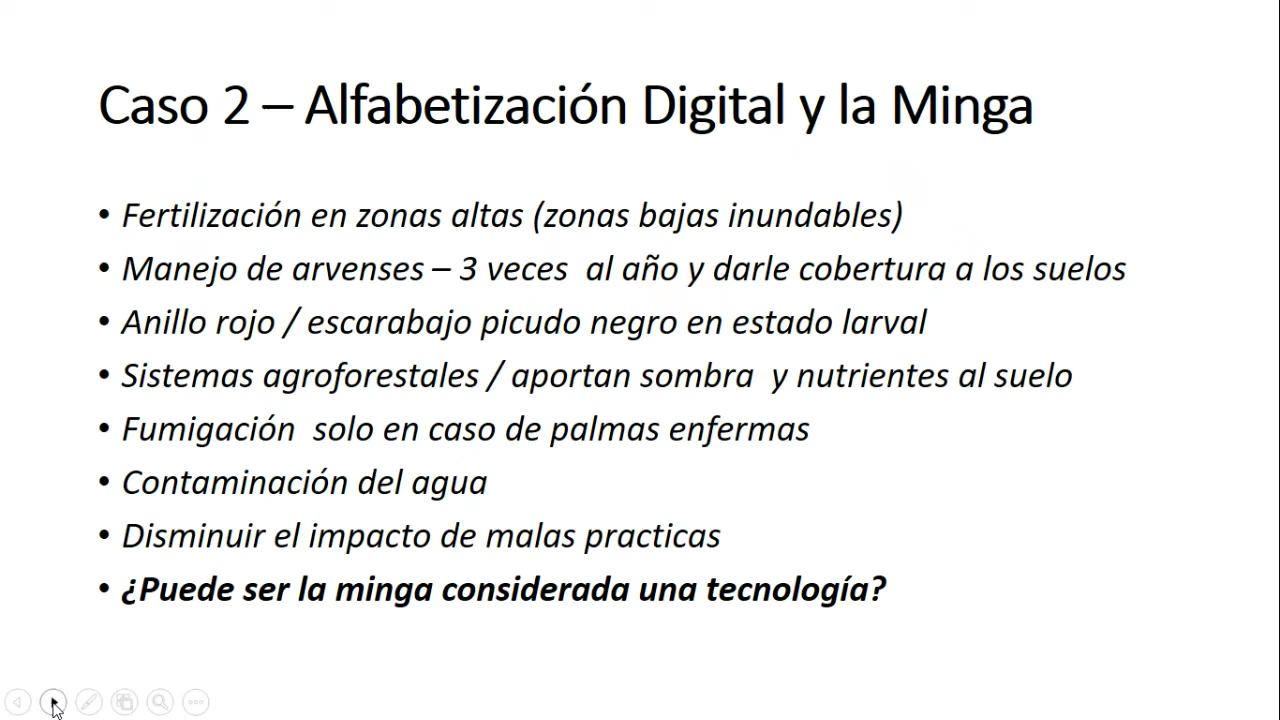 Caso 2 – Alfabetización Digital y la Minga
• Fertilización en zonas altas (zonas bajas inundables)
• Manejo de arvenses – 3 veces  al año y darle cobertura a los suelos
• Anillo rojo / escarabajo picudo negro en estado larval
• Sistemas agroforestales / aportan sombra  y nutrientes al suelo
• Fumigación  solo en caso de palmas enfermas
• Contaminación del agua
• Disminuir el impacto de malas practicas
• ¿Puede ser la minga considerada una tecnología?